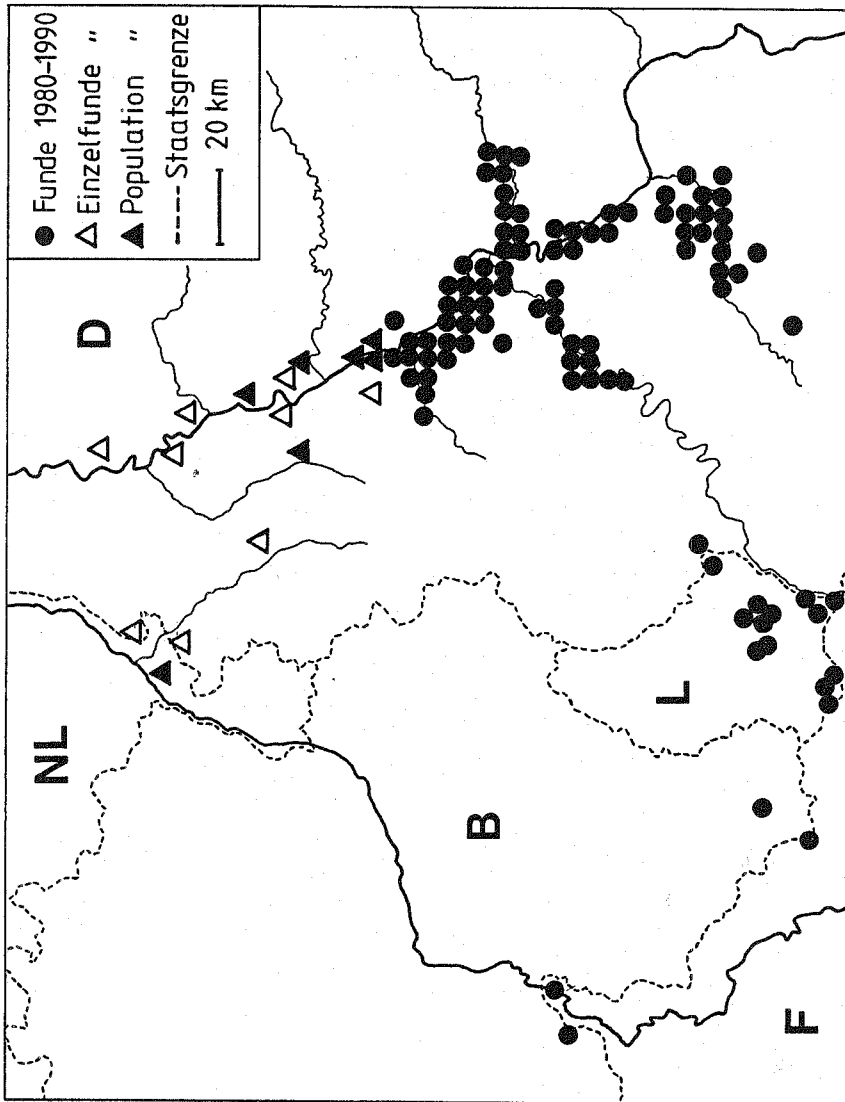 ● Funde 1980-1990
△ Einzelfunde "
▲ Population "
---- Staatsgrenze
20 km
NL
D
B
L
F